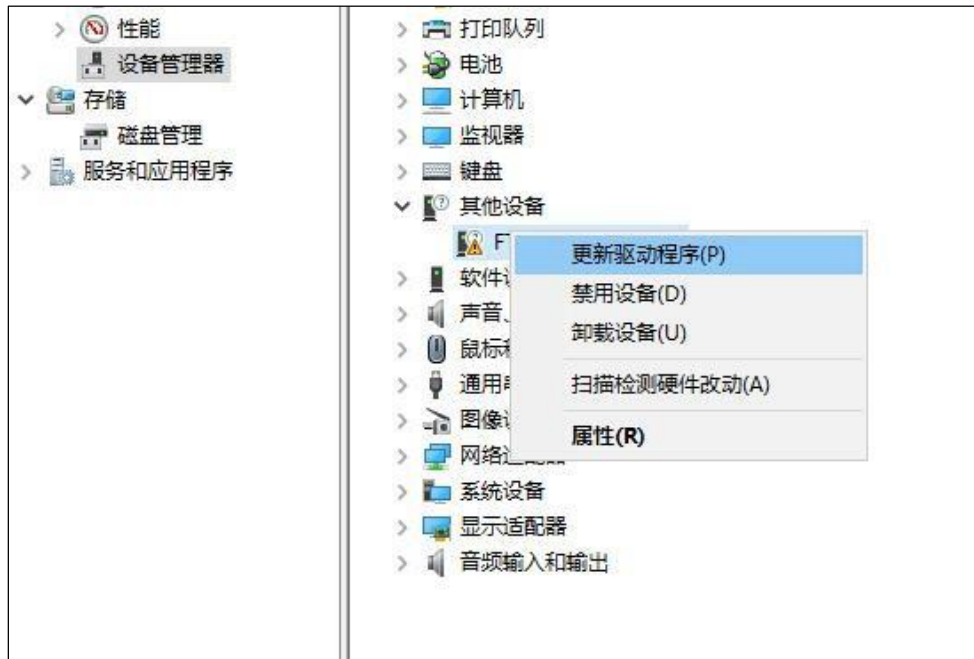 性能
设备管理器
存储
磁盘管理
服务和应用程序
打印队列
电池
计算机
监视器
键盘
其他设备
软件
声音、
鼠标
通用
图像
网络适配器
系统设备
显示适配器
音频输入和输出
更新驱动程序(P)
禁用设备(D)
卸载设备(U)
扫描检测硬件改动(A)
属性(R)